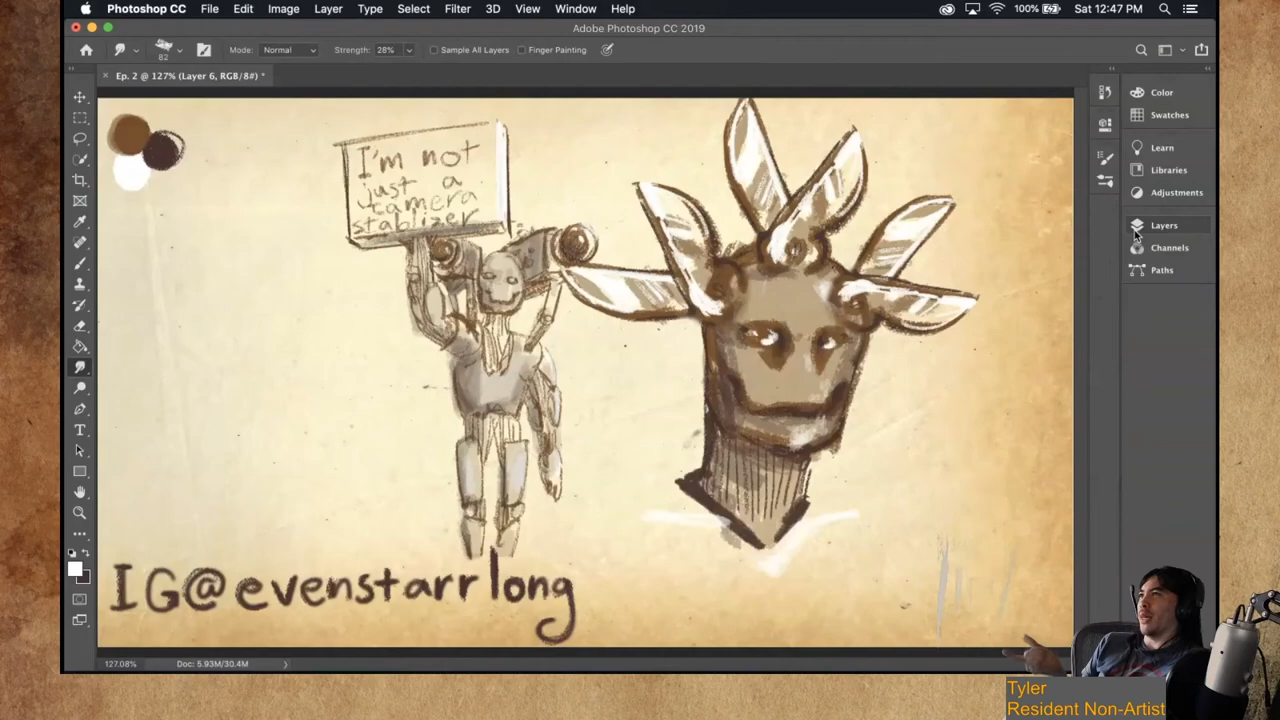 Photoshop CC File Edit Image Layer Type Select Filter 3D View Window Help 100% Sat 12:47 PM
Adobe Photoshop CC 2019
82 Mode: Normal Strength: 28% Sample All Layers Finger Painting
Ep. 2 @ 127% (Layer 6, RGB/8#) *
Color
Swatches
Learn
Libraries
Adjustments
Layers
Channels
Paths
I'm not
just a
camera
stablizer
IG@evenstarrlong
127.08% Doc: 5.93M/30.4M
Tyler
Resident Non-Artist